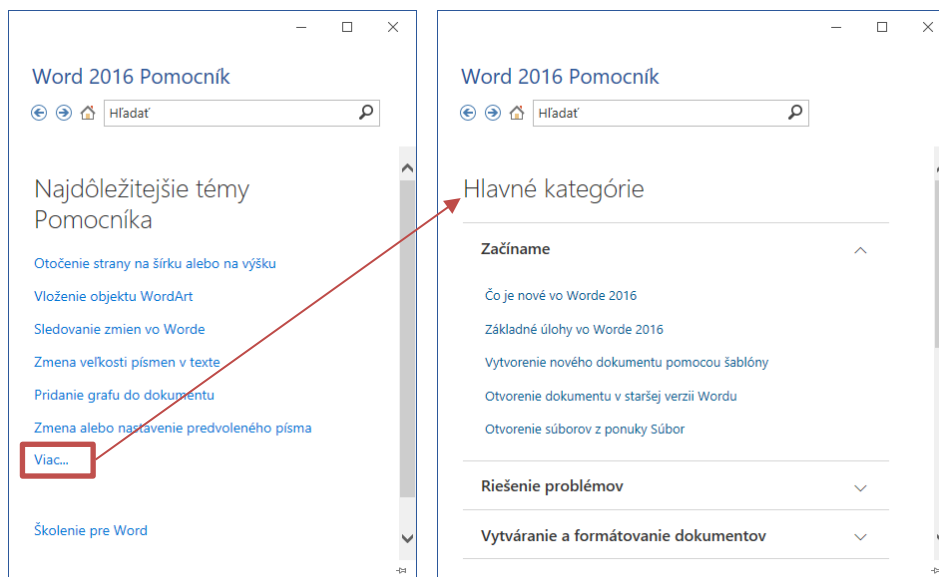 Word 2016 Pomocník
Hľadať
Najdôležitejšie témy
Pomocníka
Otočenie strany na šírku alebo na výšku
Vloženie objektu WordArt
Sledovanie zmien vo Worde
Zmena veľkosti písmen v texte
Pridanie grafu do dokumentu
Zmena alebo nastavenie predvoleného písma
Viac...
Školenie pre Word
Word 2016 Pomocník
Hľadať
Hlavné kategórie
Začíname
Čo je nové vo Worde 2016
Základné úlohy vo Worde 2016
Vytvorenie nového dokumentu pomocou šablóny
Otvorenie dokumentu v staršej verzii Wordu
Otvorenie súborov z ponuky Súbor
Riešenie problémov
Vytváranie a formátovanie dokumentov